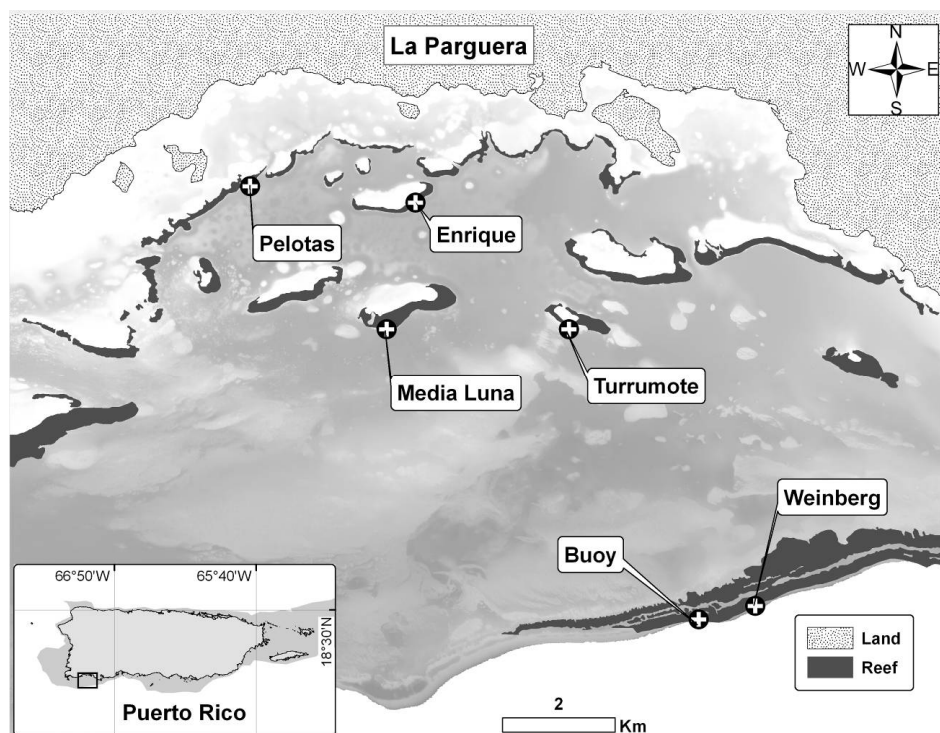 La Parguera
N
W E
S
Pelotas
Enrique
Media Luna
Turrumote
Weinberg
Buoy
66°50'W 65°40'W
18°30'N
Puerto Rico
Land
Reef
2
Km